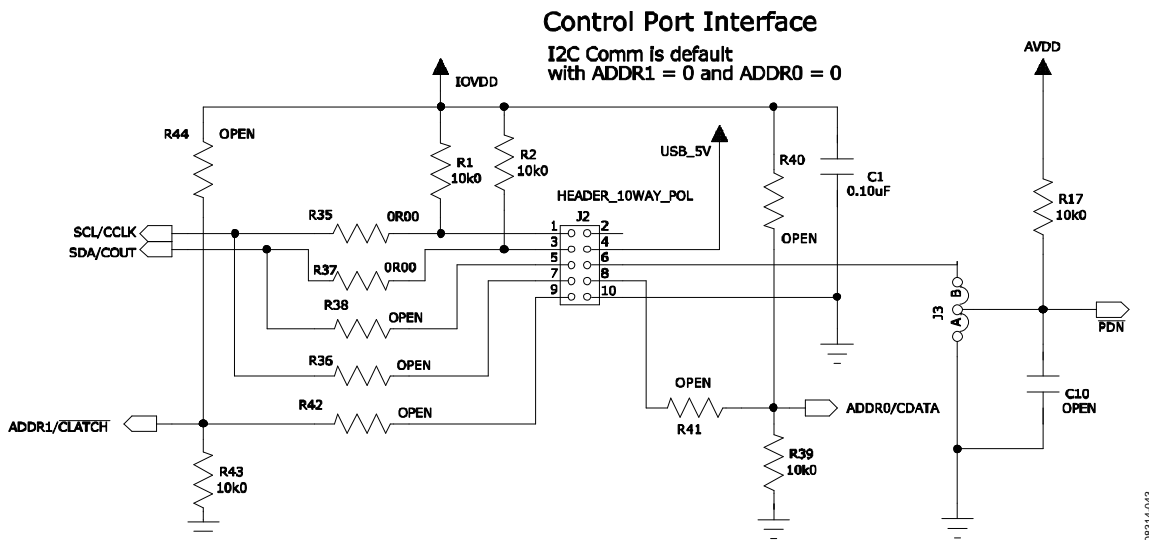 Control Port Interface
I2C Comm is default
with ADDR1 = 0 and ADDR0 = 0
AVDD
IOVDD
R44
OPEN
R1
10k0
R2
10k0
USB_5V
R40
OPEN
C1
0.10uF
R17
10k0
HEADER_10WAY_POL
J2
1
2
3
4
5
6
7
8
9
10
SCL/CCLK
SDA/COUT
R35
0R00
R37
0R00
R38
OPEN
R36
OPEN
R42
OPEN
ADDR1/CLATCH
R43
10k0
OPEN
R41
ADDR0/CDATA
R39
10k0
J3
B
A
PDN
C10
OPEN
08314-043